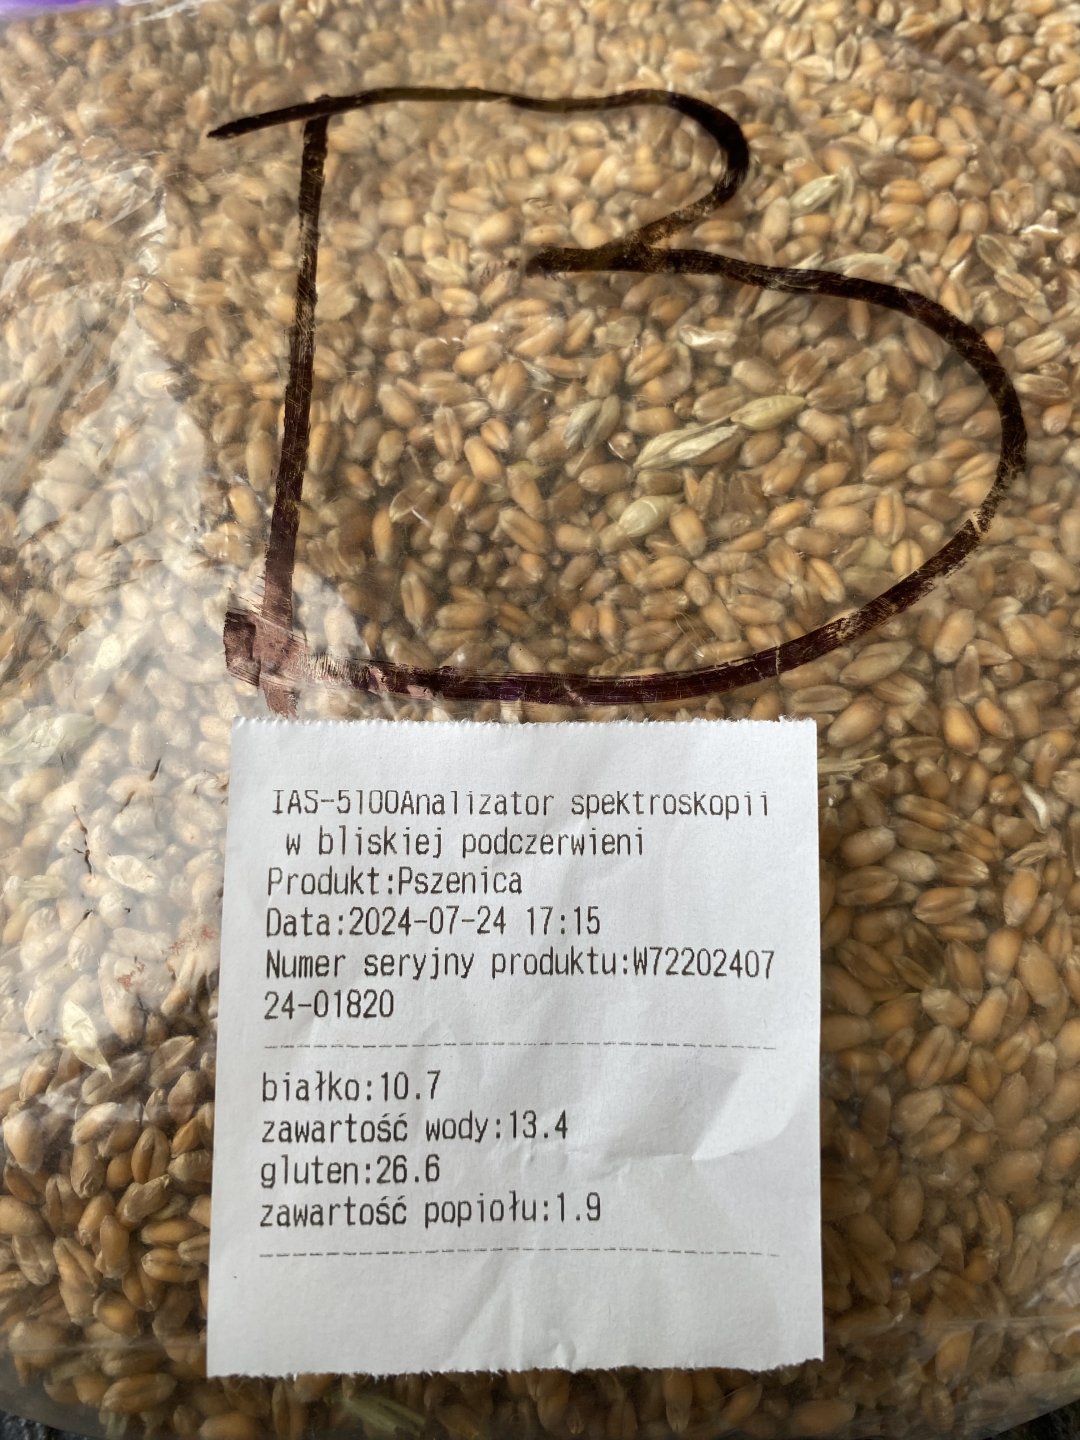 B
IAS-5100Analizator spektroskopii
w bliskiej podczerwieni
Produkt:Pszenica
Data:2024-07-24 17:15
Numer seryjny produktu:W72202407
24-01820
białko:10.7
zawartość wody:13.4
gluten:26.6
zawartość popiołu:1.9